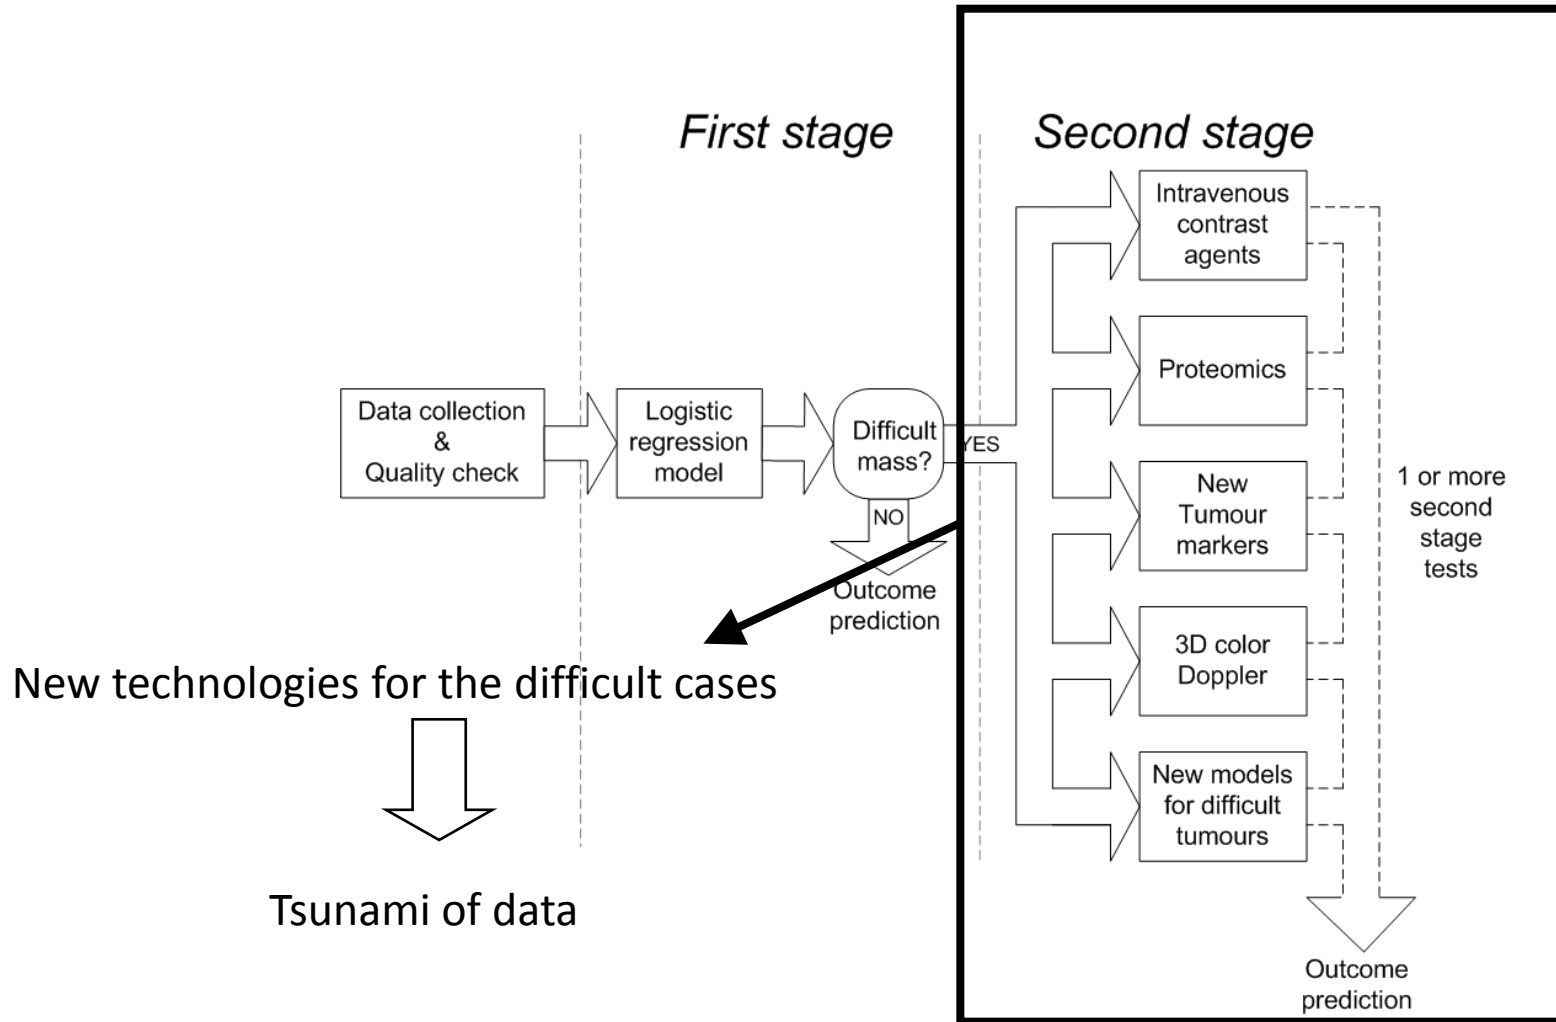 First stage
Second stage
Data collection
&
Quality check
Logistic
regression
model
Difficult
mass?
YES
NO
Outcome
prediction
Intravenous
contrast
agents
Proteomics
New
Tumour
markers
3D color
Doppler
New models
for difficult
tumours
1 or more
second
stage
tests
Outcome
prediction
New technologies for the difficult cases
Tsunami of data